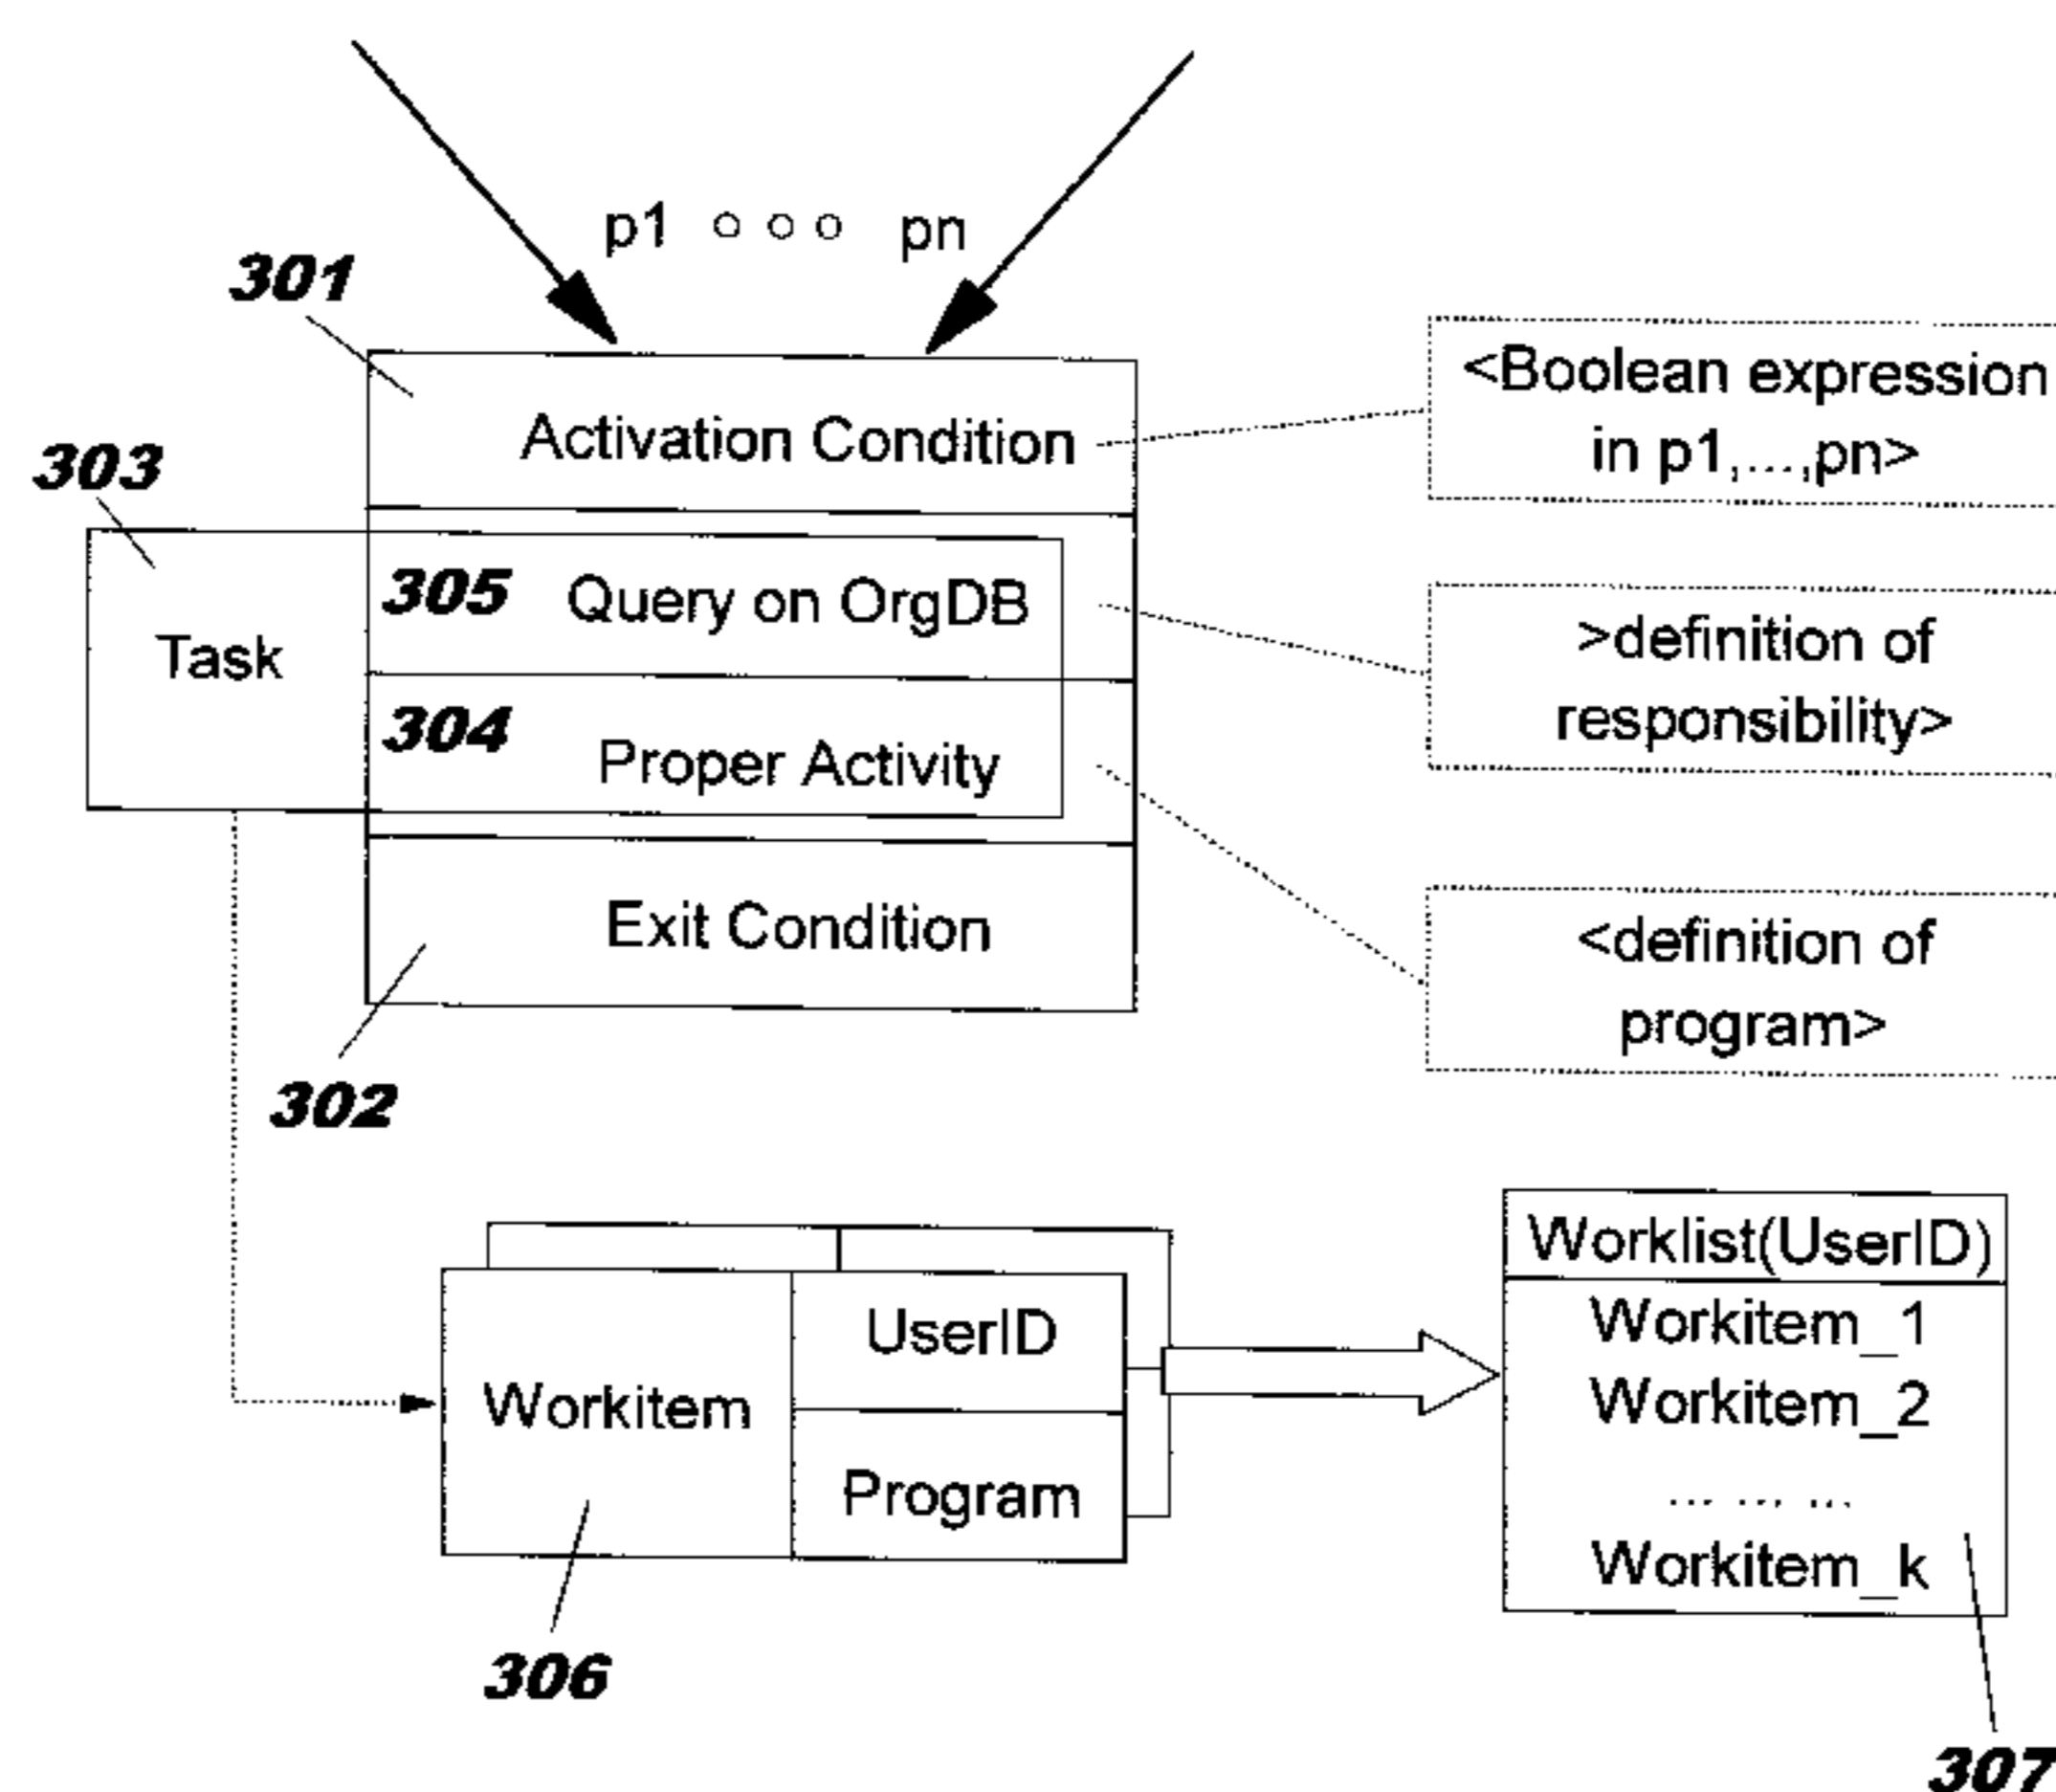 p1 ○ ○ ○ pn
301
Activation Condition
<Boolean expression
in p1,...,pn>
303
Task
305 Query on OrgDB
>definition of
responsibility>
304 Proper Activity
Exit Condition
<definition of
program>
302
Workitem
UserID
Program
306
Worklist(UserID)
Workitem_1
Workitem_2
... ... ...
Workitem_k
307